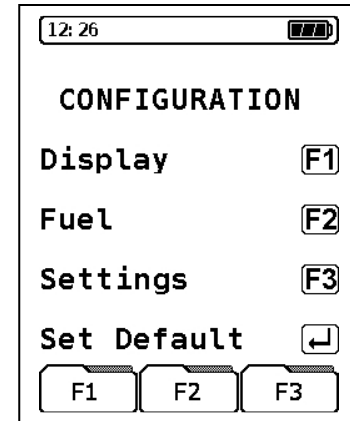 12:26
CONFIGURATION
Display F1
Fuel F2
Settings F3
Set Default ↵
F1 F2 F3